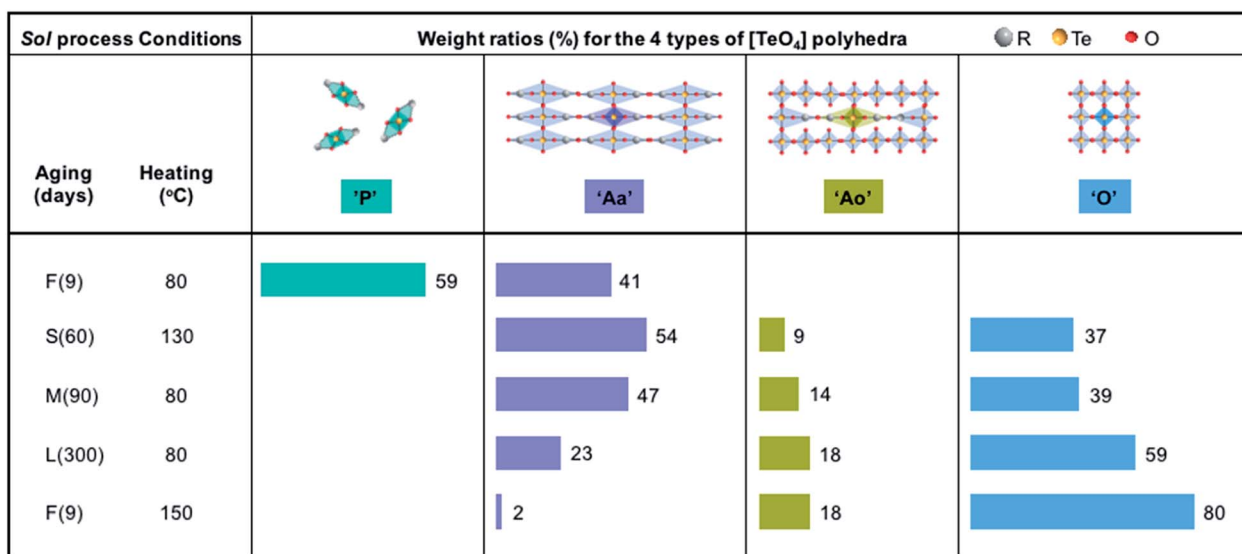 Sol process Conditions
Weight ratios (%) for the 4 types of [TeO4] polyhedra
R Te O
Aging (days)
Heating (°C)
'P'
‘Aa’
‘Ao’
‘O’
F(9) 80 59 41
S(60) 130 54 9 37
M(90) 80 47 14 39
L(300) 80 23 18 59
F(9) 150 2 18 80